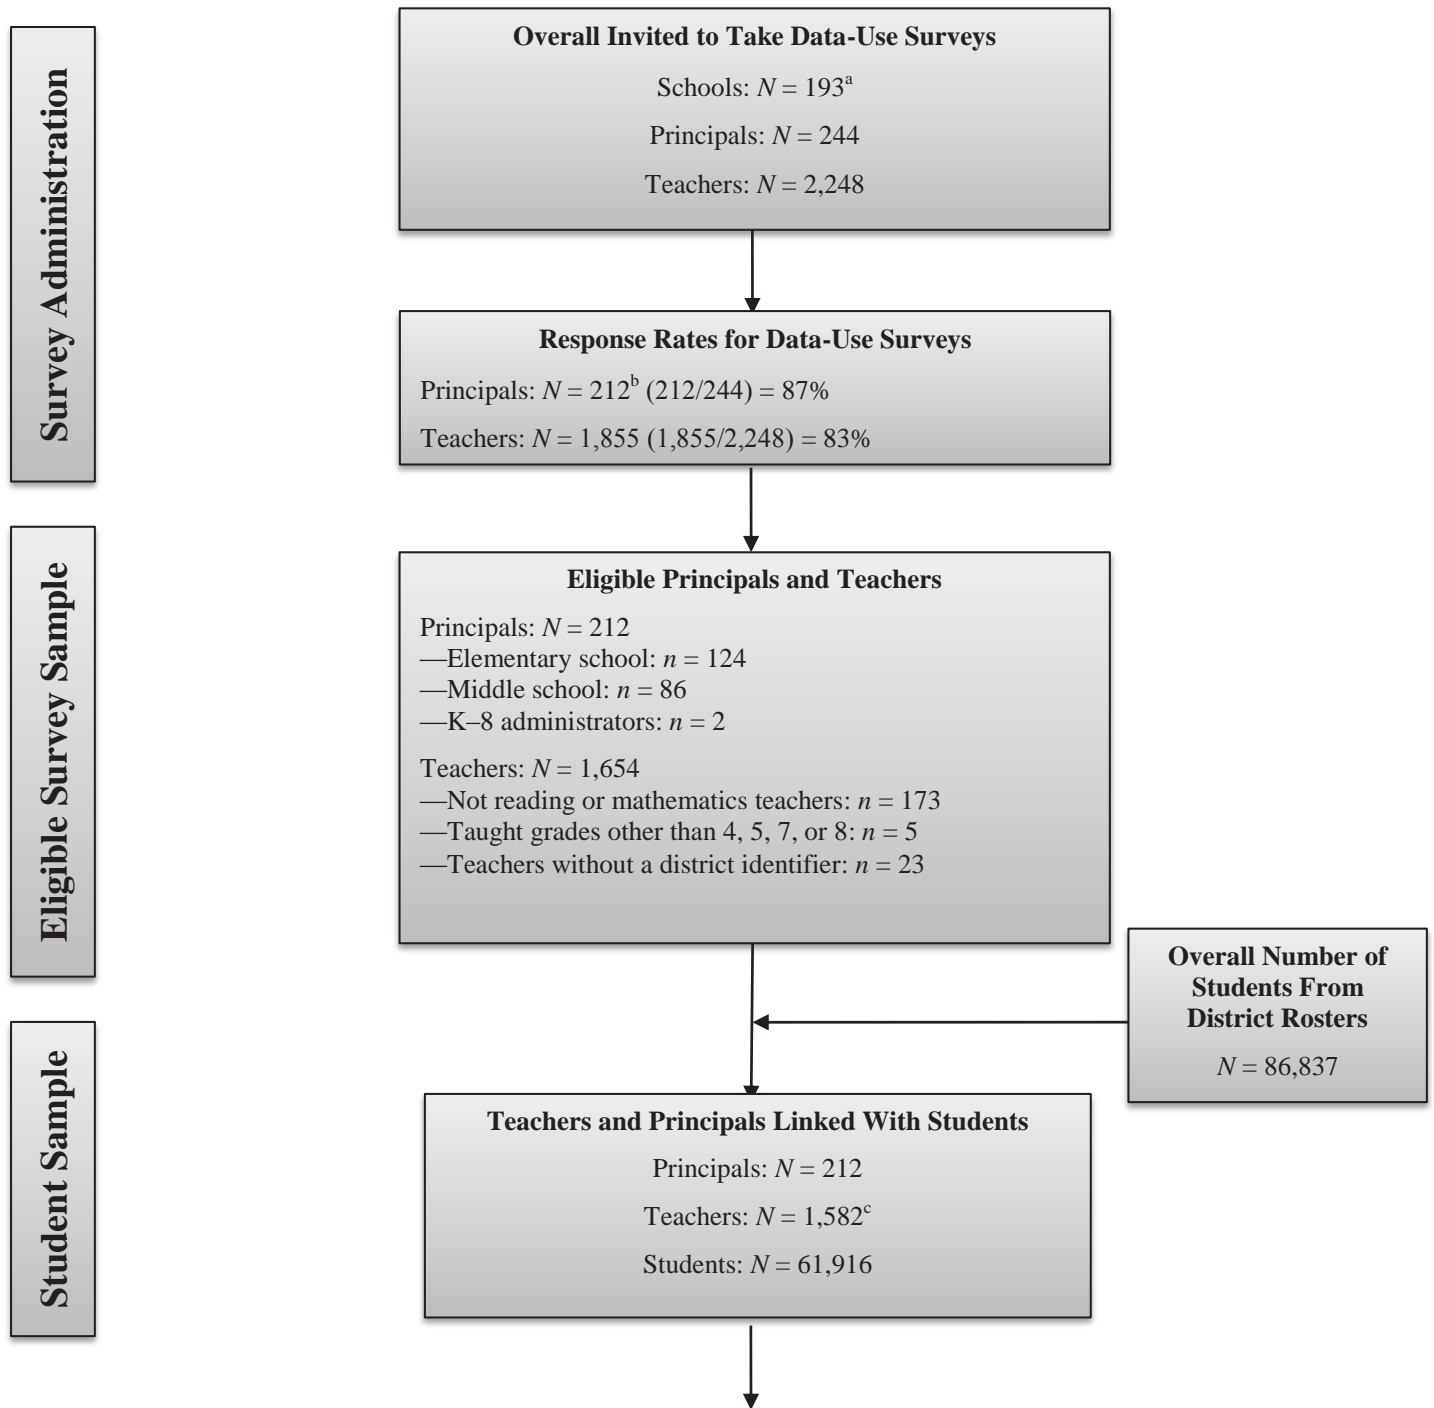 Survey Administration
Overall Invited to Take Data-Use Surveys
Schools: N = 193a
Principals: N = 244
Teachers: N = 2,248
Response Rates for Data-Use Surveys
Principals: N = 212b (212/244) = 87%
Teachers: N = 1,855 (1,855/2,248) = 83%
Eligible Survey Sample
Eligible Principals and Teachers
Principals: N = 212
—Elementary school: n = 124
—Middle school: n = 86
—K–8 administrators: n = 2
Teachers: N = 1,654
—Not reading or mathematics teachers: n = 173
—Taught grades other than 4, 5, 7, or 8: n = 5
—Teachers without a district identifier: n = 23
Overall Number of
Students From
District Rosters
N = 86,837
Student Sample
Teachers and Principals Linked With Students
Principals: N = 212
Teachers: N = 1,582c
Students: N = 61,916